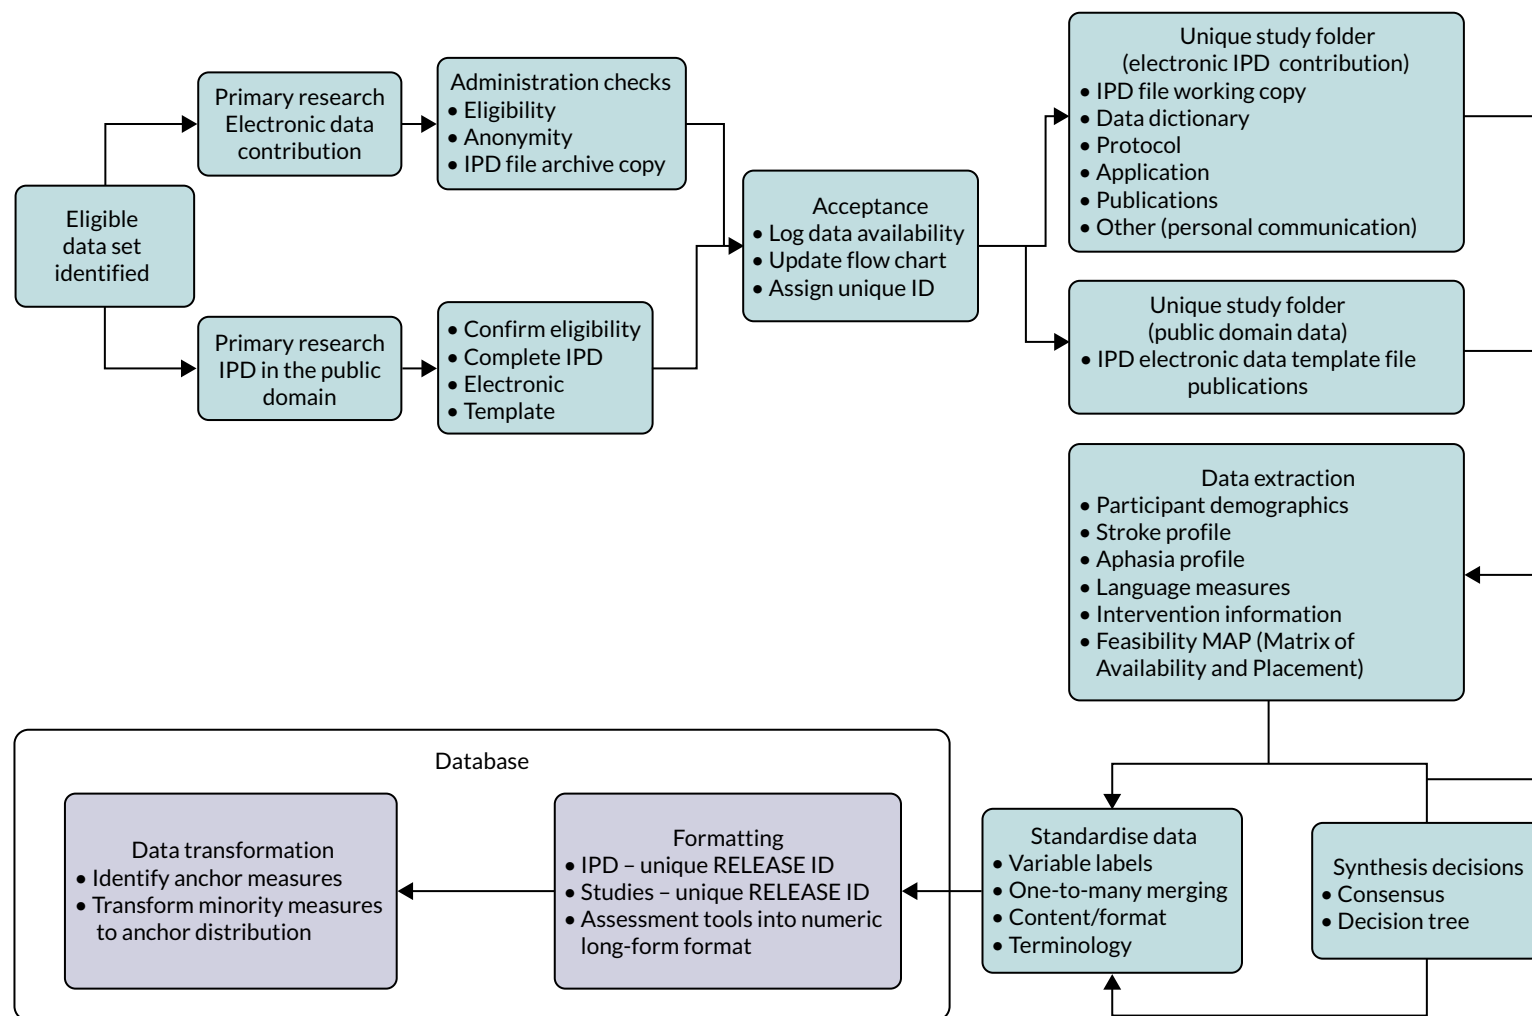 Eligible
data set
identified
Primary research
Electronic data
contribution
Administration checks
• Eligibility
• Anonymity
• IPD file archive copy
Primary research
IPD in the public
domain
• Confirm eligibility
• Complete IPD
• Electronic
• Template
Acceptance
• Log data availability
• Update flow chart
• Assign unique ID
Unique study folder
(electronic IPD contribution)
• IPD file working copy
• Data dictionary
• Protocol
• Application
• Publications
• Other (personal communication)
Unique study folder
(public domain data)
• IPD electronic data template file
publications
Data extraction
• Participant demographics
• Stroke profile
• Aphasia profile
• Language measures
• Intervention information
• Feasibility MAP (Matrix of
Availability and Placement)
Synthesis decisions
• Consensus
• Decision tree
Standardise data
• Variable labels
• One-to-many merging
• Content/format
• Terminology
Database
Formatting
• IPD – unique RELEASE ID
• Studies – unique RELEASE ID
• Assessment tools into numeric
long-form format
Data transformation
• Identify anchor measures
• Transform minority measures
to anchor distribution